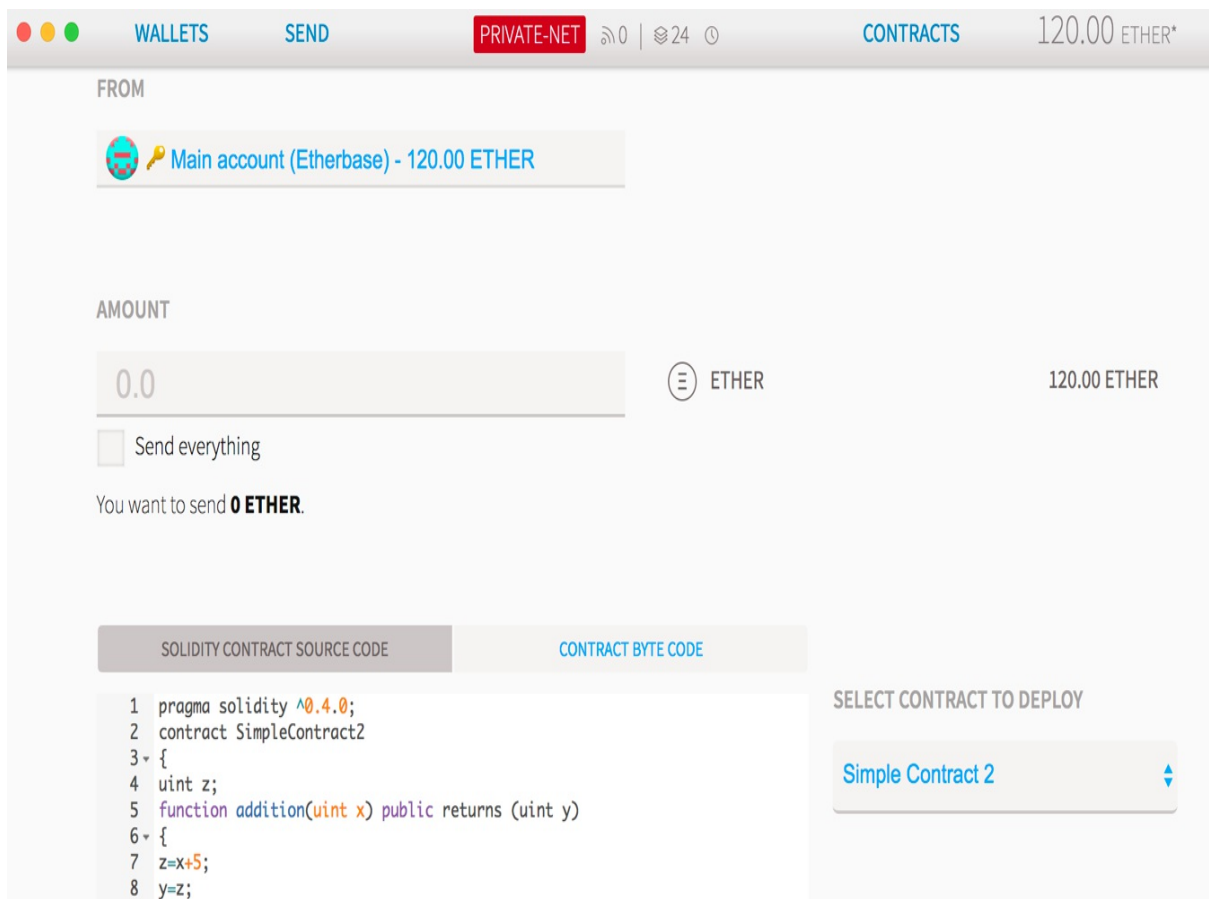 WALLETS SEND PRIVATE-NET 0 | 24 CONTRACTS 120.00 ETHER*
FROM
Main account (Etherbase) - 120.00 ETHER
AMOUNT
0.0 ETHER 120.00 ETHER
Send everything
You want to send 0 ETHER.
SOLIDITY CONTRACT SOURCE CODE CONTRACT BYTE CODE
SELECT CONTRACT TO DEPLOY
Simple Contract 2
1 pragma solidity ^0.4.0;
2 contract SimpleContract2
3 {
4 uint z;
5 function addition(uint x) public returns (uint y)
6 {
7 z=x+5;
8 y=z;